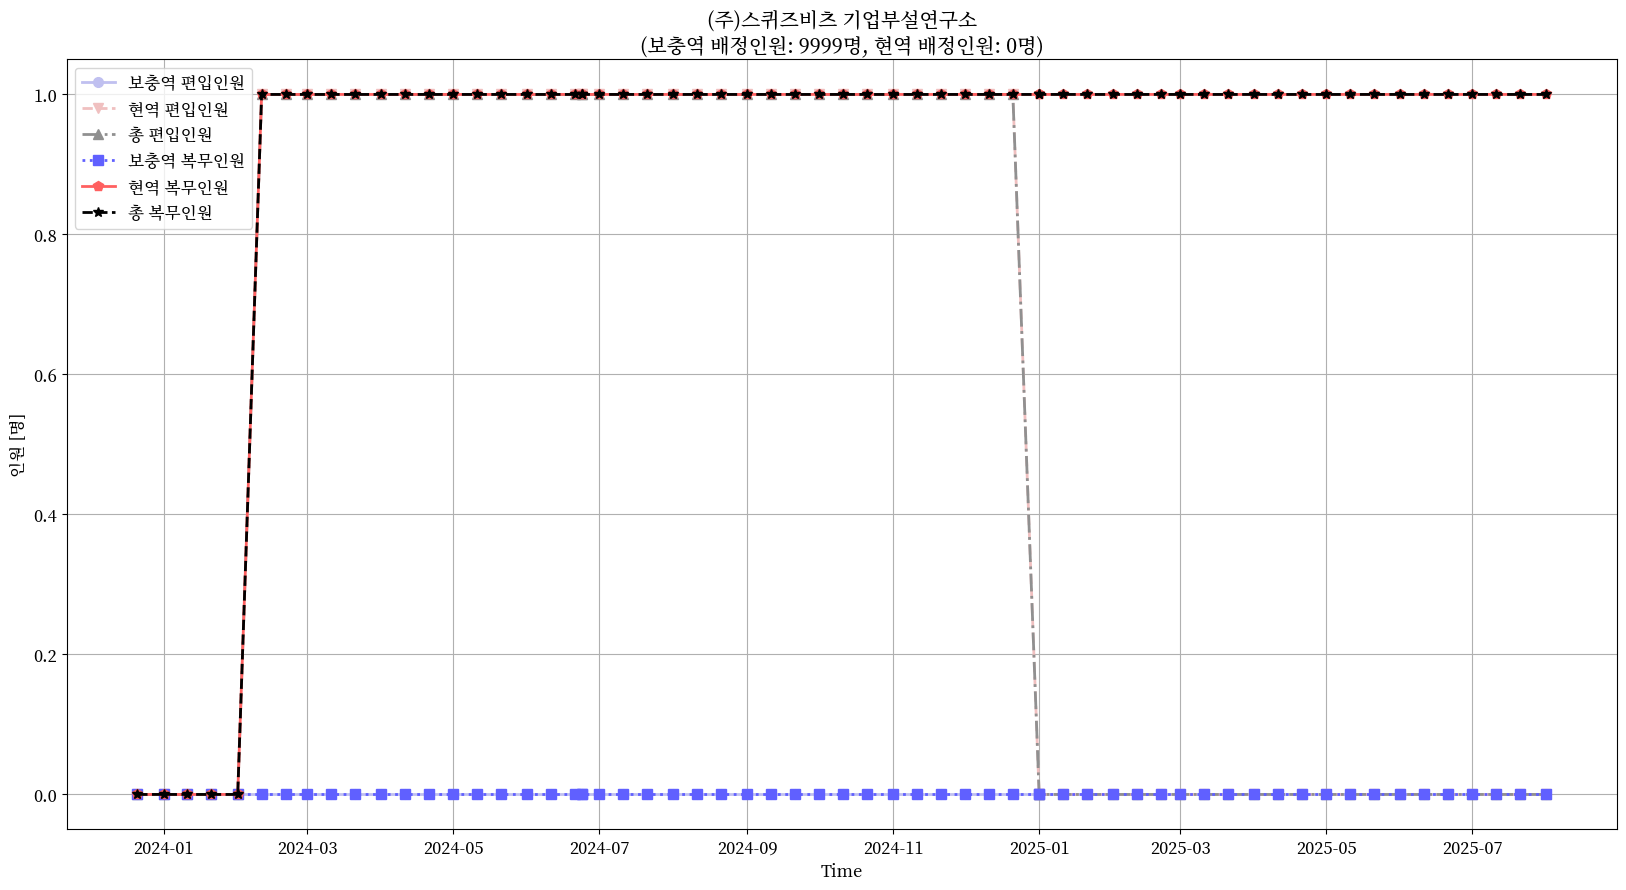 (주)스퀴즈비츠 기업부설연구소
(보충역 배정인원: 9999명, 현역 배정인원: 0명)
보충역 편입인원
현역 편입인원
총 편입인원
보충역 복무인원
현역 복무인원
총 복무인원
1.0
0.8
0.6
0.4
0.2
0.0
인원 [명]
2024-01
2024-03
2024-05
2024-07
2024-09
2024-11
2025-01
2025-03
2025-05
2025-07
Time